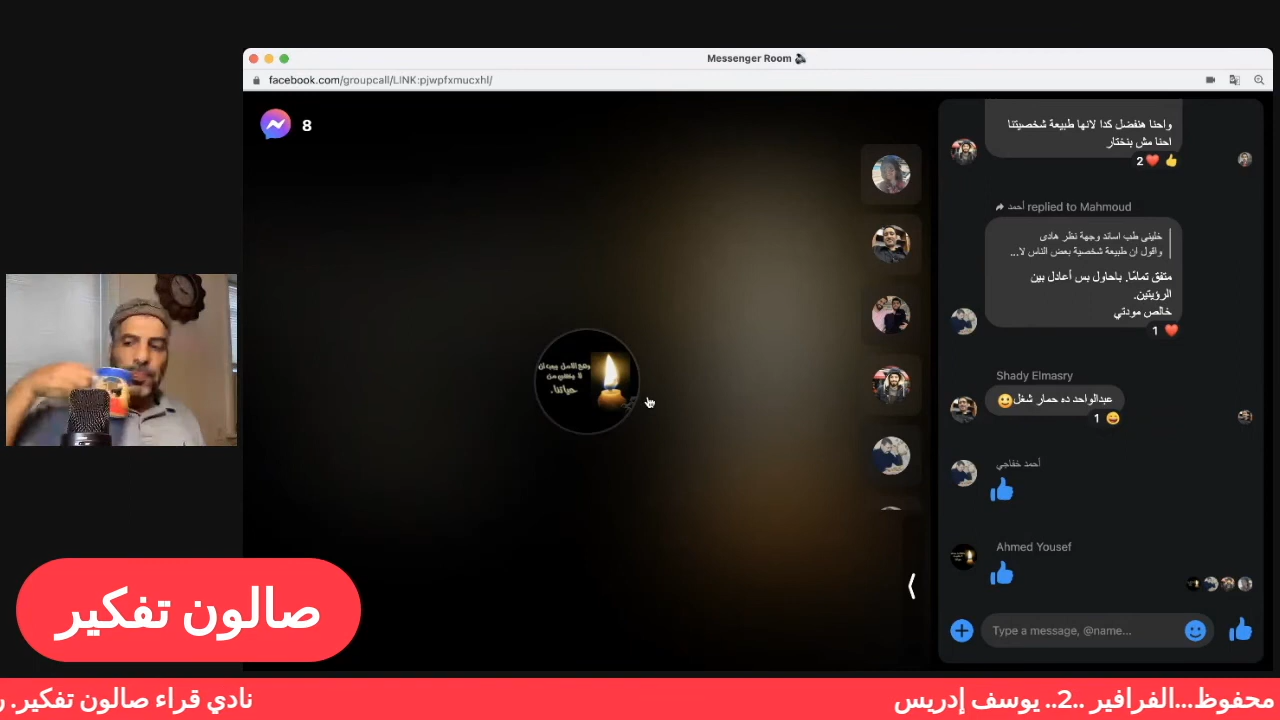 Messenger Room
facebook.com/groupcall/LINK:pjwpfxmucxhl/
8
واحنا هنفضل كدا لانها طبيعة شخصيتنا
احنا مش بنختار
2
أحمد replied to Mahmoud
خليني طب اساند وجهة نظر هادى
واقول ان طبيعة شخصية بعض الناس لا...
متفق تمامًا. باحاول بس أعادل بين
الرؤيتين.
خالص مودتي
1
Shady Elmasry
عبدالواحد ده حمار شغل
1
أحمد خفاجي
Ahmed Yousef
Type a message, @name...
حياتنا.
صالون تفكير
محفوظ...الفرافير ..2.. يوسف إدريس
نادي قراء صالون تفكير.